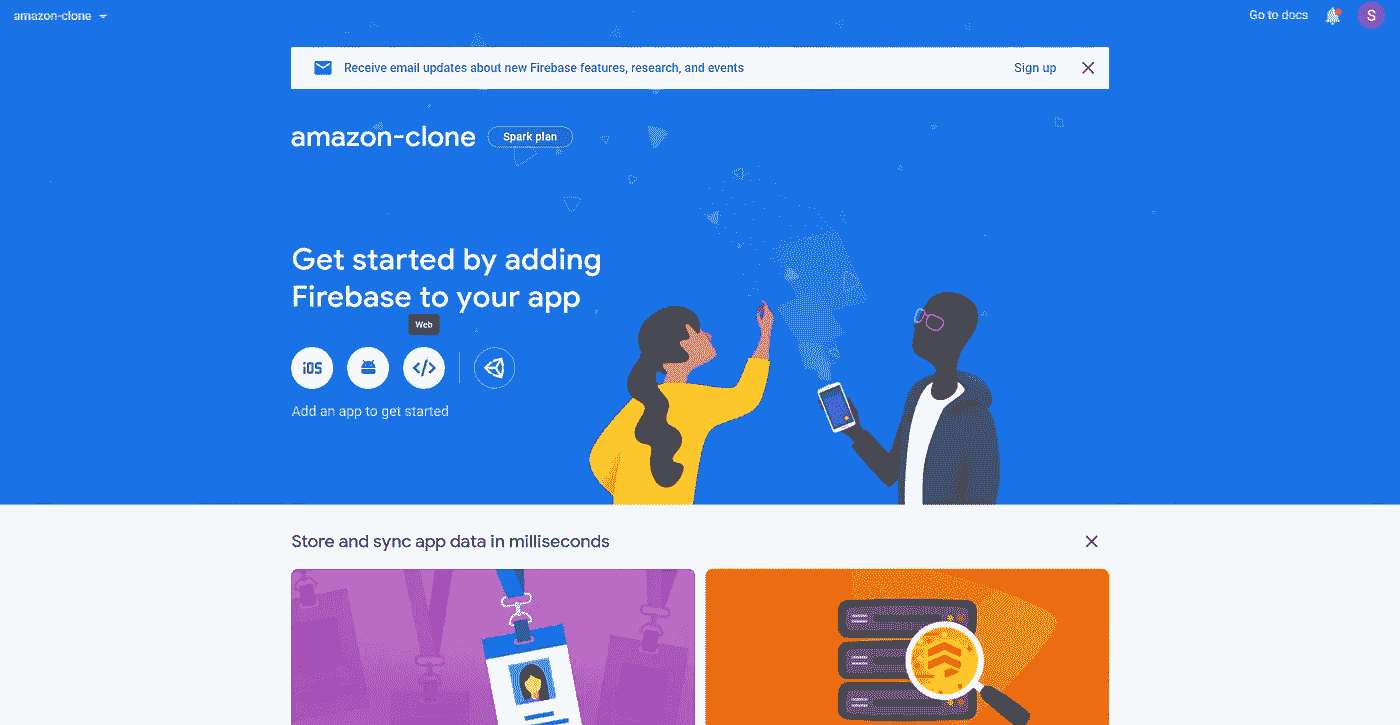 amazon-clone
Go to docs
S
Receive email updates about new Firebase features, research, and events
Sign up
amazon-clone
Spark plan
Get started by adding
Firebase to your app
Web
iOS
</>
Add an app to get started
Store and sync app data in milliseconds